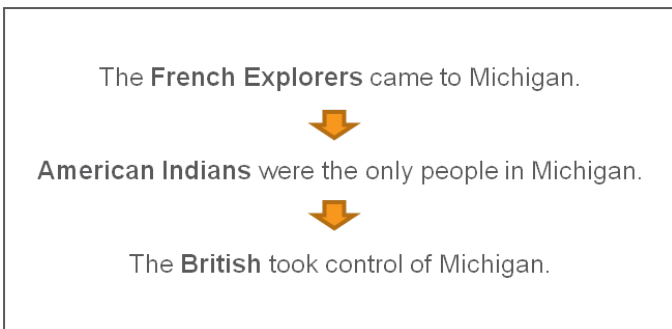 The French Explorers came to Michigan.
American Indians were the only people in Michigan.
The British took control of Michigan.